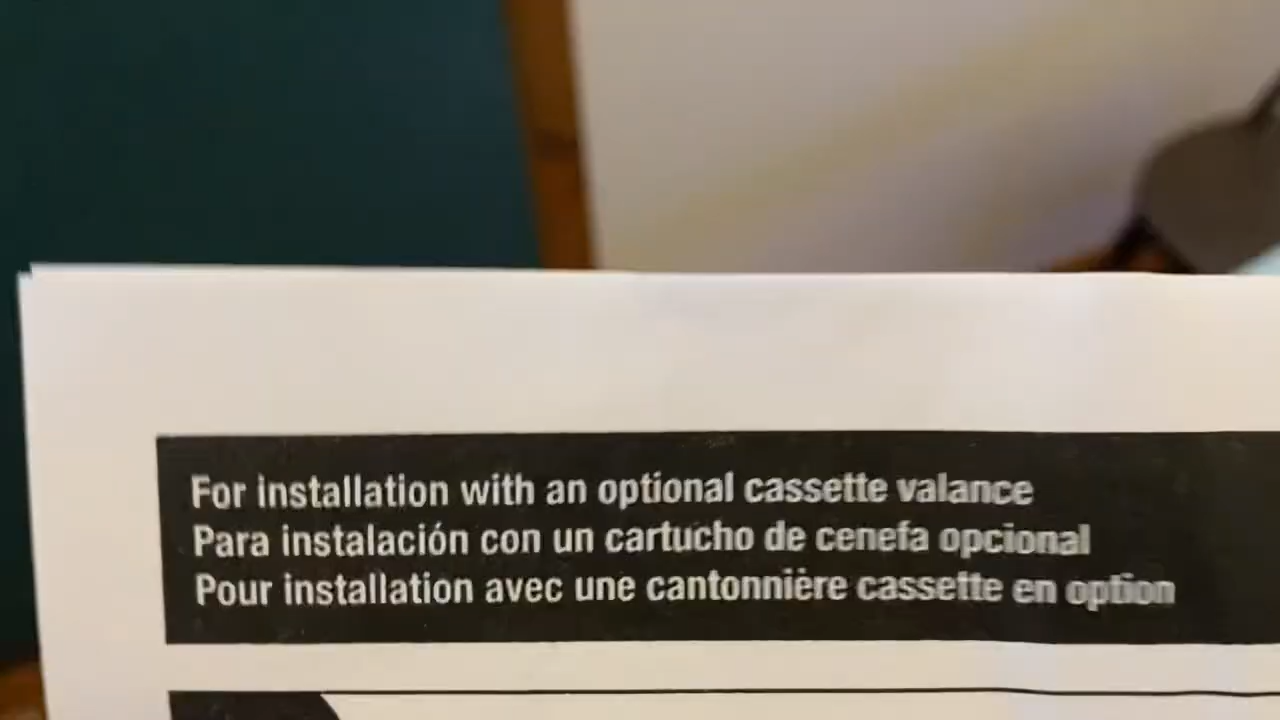 For installation with an optional cassette valance
Para instalación con un cartucho de cenefa opcional
Pour installation avec une cantonnière cassette en option